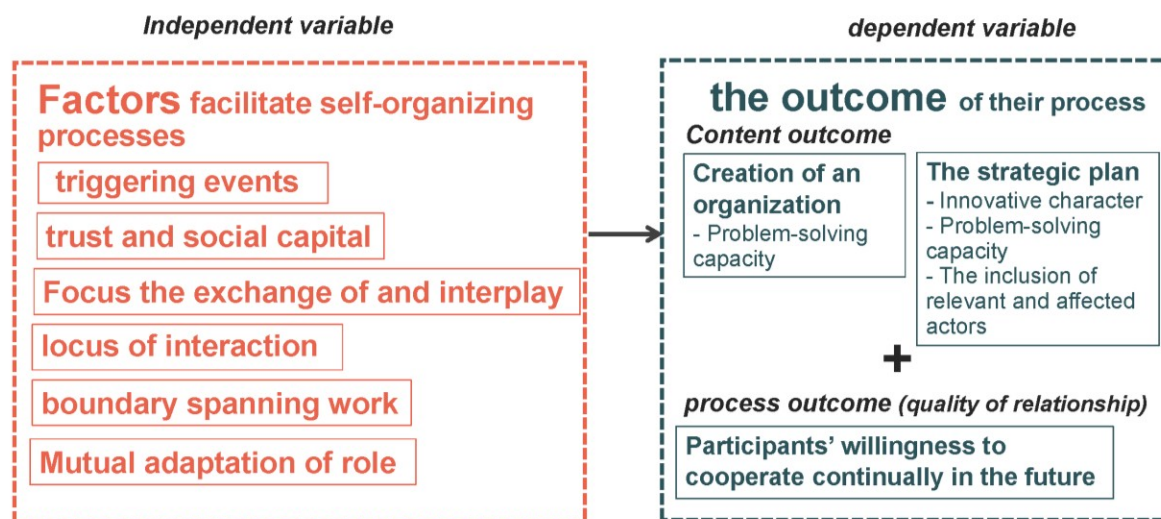 Independent variable
Factors facilitate self-organizing
processes
triggering events
trust and social capital
Focus the exchange of and interplay
locus of interaction
boundary spanning work
Mutual adaptation of role
dependent variable
the outcome of their process
Content outcome
Creation of an
organization
- Problem-solving
capacity
The strategic plan
- Innovative character
- Problem-solving
capacity
- The inclusion of
relevant and affected
actors
+
process outcome (quality of relationship)
Participants’ willingness to
cooperate continually in the future